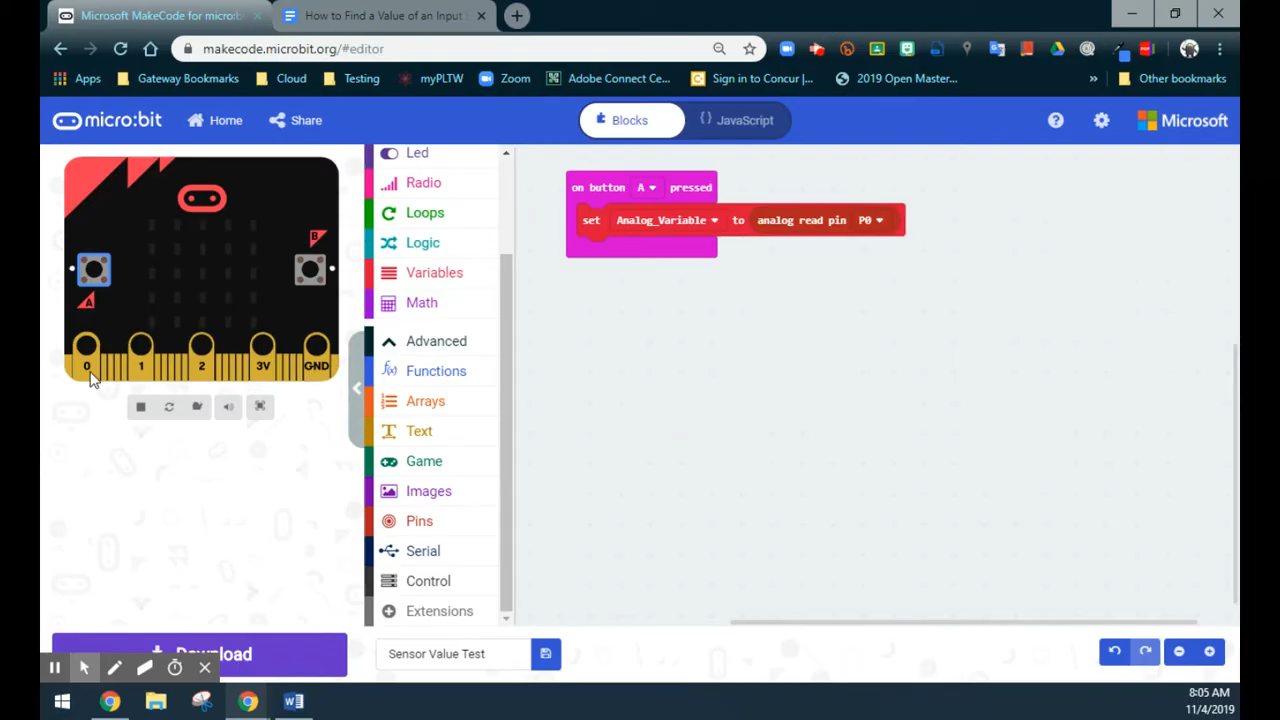 Microsoft MakeCode for micro:bit
How to Find a Value of an Input
makecode.microbit.org/#editor
Apps Gateway Bookmarks Cloud Testing myPLTW Zoom Adobe Connect Ce... Sign in to Concur |... 2019 Open Master... » Other bookmarks
micro:bit Home Share Blocks {} JavaScript Microsoft
Led
Radio
Loops
Logic
Variables
Math
Advanced
Functions
Arrays
Text
Game
Images
Pins
Serial
Control
Extensions
on button A pressed
set Analog_Variable to analog read pin P0
B
A
0 1 2 3V GND
Download
Sensor Value Test
8:05 AM
11/4/2019